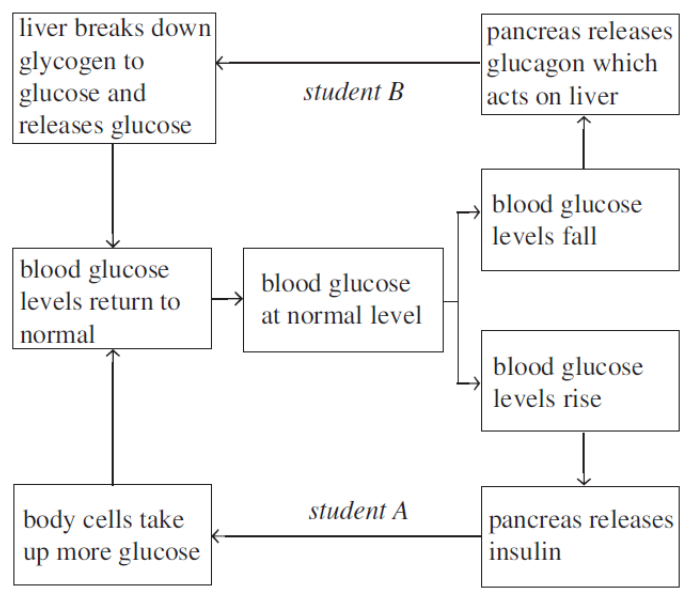 liver breaks down
glycogen to
glucose and
releases glucose
student B
pancreas releases
glucagon which
acts on liver
blood glucose
levels fall
blood glucose
levels return to
normal
blood glucose
at normal level
blood glucose
levels rise
body cells take
up more glucose
student A
pancreas releases
insulin